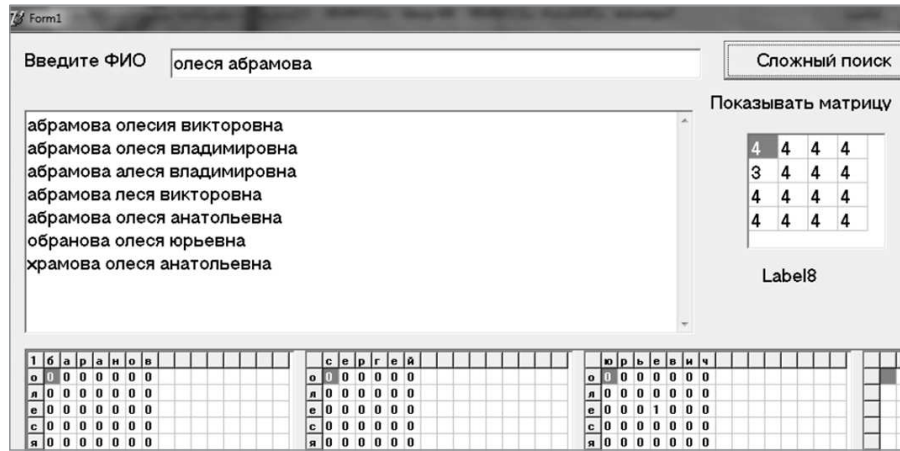 Form1
Введите ФИО олеся абрамова Сложный поиск
Показывать матрицу
абрамова олесия викторовна
абрамова олеся владимировна
абрамова алеся владимировна
абрамова леся викторовна
абрамова олеся анатольевна
обранова олеся юрьевна
храмова олеся анатольевна
4 4 4 4
3 4 4 4
4 4 4 4
4 4 4 4
Label8
1 б а р а н о в
о 0 0 0 0 0 0 0
л 0 0 0 0 0 0 0
е 0 0 0 0 0 0 0
с 0 0 0 0 0 0 0
я 0 0 0 0 0 0 0
с е р г е й
о 0 0 0 0 0 0
л 0 0 0 0 0 0
е 0 0 0 0 0 0
с 0 0 0 0 0 0
я 0 0 0 0 0 0
ю р ь е в и ч
о 0 0 0 0 0 0 0
л 0 0 0 0 0 0 0
е 0 0 0 1 0 0 0
с 0 0 0 0 0 0 0
я 0 0 0 0 0 0 0